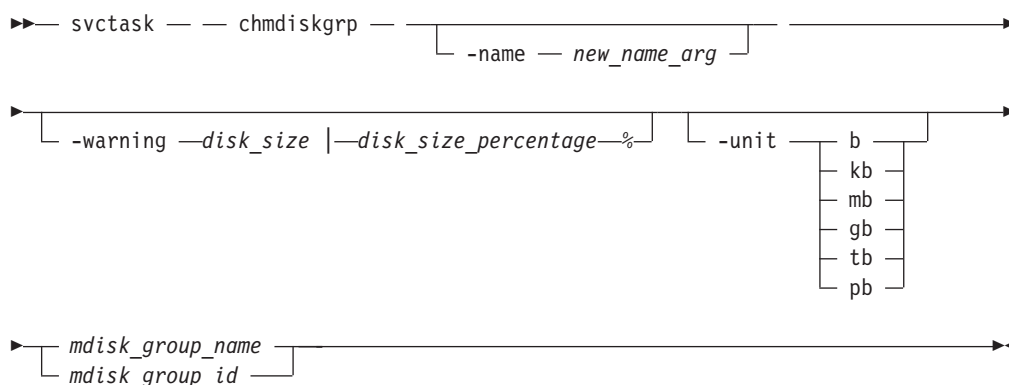 svctask chmdiskgrp
-name new_name_arg
-warning disk_size | disk_size_percentage % -unit b
kb
mb
gb
tb
pb
mdisk_group_name
mdisk_group_id